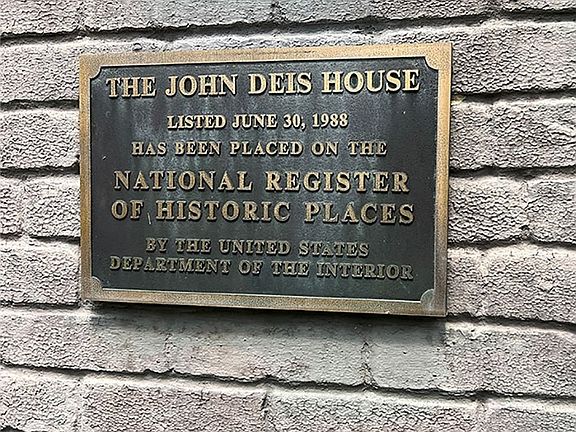 THE JOHN DEIS HOUSE
LISTED JUNE 30, 1988
HAS BEEN PLACED ON THE
NATIONAL REGISTER
OF HISTORIC PLACES
BY THE UNITED STATES
DEPARTMENT OF THE INTERIOR